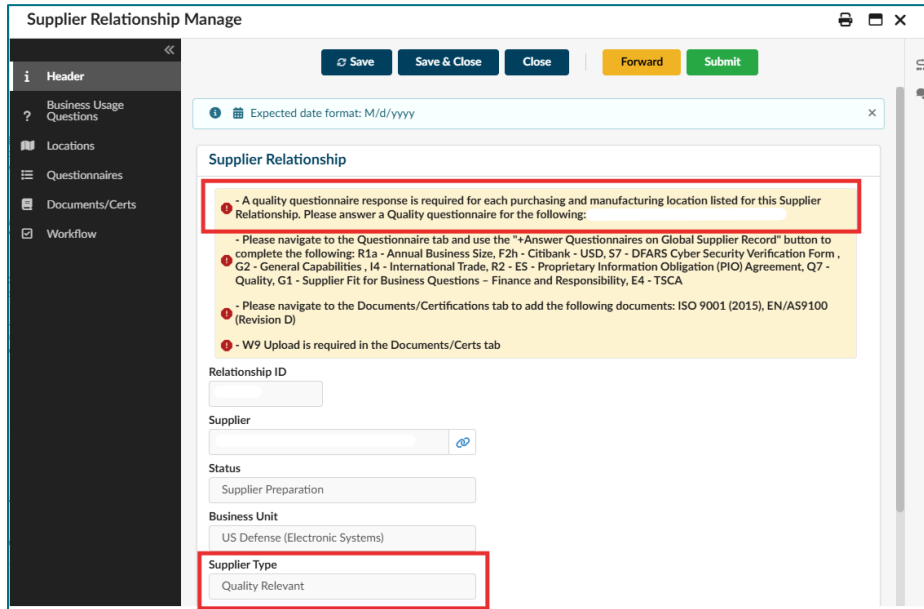 Supplier Relationship Manage
Header
Business Usage
Questions
Locations
Questionnaires
Documents/Certs
Workflow
Save
Save & Close
Close
Forward
Submit
Expected date format: M/d/yyyy
Supplier Relationship
- A quality questionnaire response is required for each purchasing and manufacturing location listed for this Supplier
Relationship. Please answer a Quality questionnaire for the following:
- Please navigate to the Questionnaire tab and use the "+Answer Questionnaires on Global Supplier Record" button to
complete the following: R1a - Annual Business Size, F2h - Citibank - USD, S7 - DFARS Cyber Security Verification Form ,
G2 - General Capabilities , I4 - International Trade, R2 - ES - Proprietary Information Obligation (PIO) Agreement, Q7 -
Quality, G1 - Supplier Fit for Business Questions – Finance and Responsibility, E4 - TSCA
- Please navigate to the Documents/Certifications tab to add the following documents: ISO 9001 (2015), EN/AS9100
(Revision D)
- W9 Upload is required in the Documents/Certs tab
Relationship ID
Supplier
Status
Supplier Preparation
Business Unit
US Defense (Electronic Systems)
Supplier Type
Quality Relevant